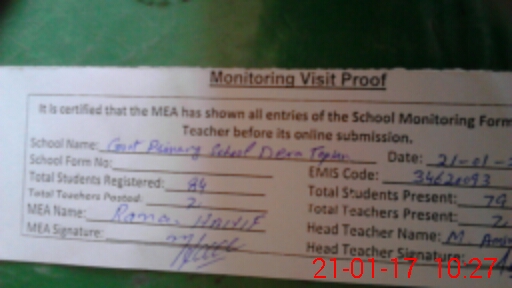 Monitoring Visit Proof
It is certified that the MEA has shown all entries of the School Monitoring Form
Teacher before its online submission.
School Name: Govt Primary School Dera Date: 21-01-
School Form No: EMIS Code:
Total Students Registered: 84 Total Students Present: 79
Total Teachers Posted: 2 Total Teachers Present: 2
MEA Name: Head Teacher Name: M
MEA Signature: Head Teacher Signature:
21-01-17 10:27